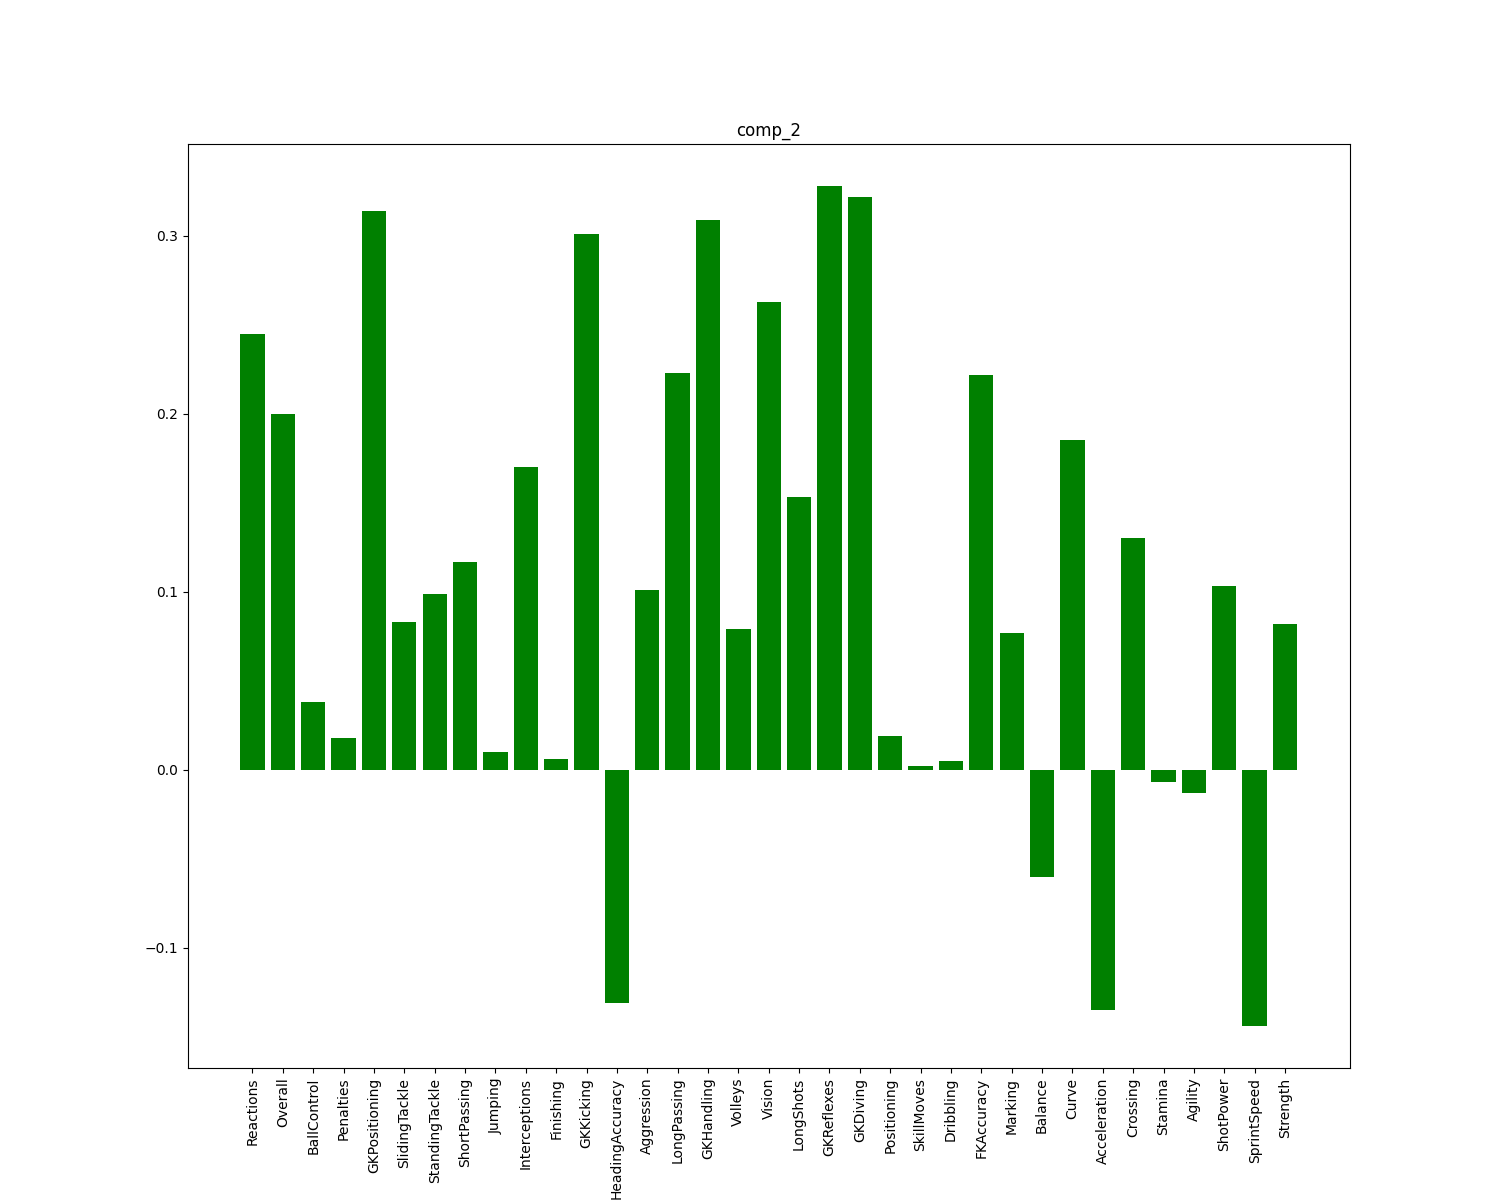 comp_2
0.3
0.2
0.1
0.0
−0.1
Reactions
Overall
BallControl
Penalties
GKPositioning
SlidingTackle
StandingTackle
ShortPassing
Jumping
Interceptions
Finishing
GKKicking
HeadingAccuracy
Aggression
LongPassing
GKHandling
Volleys
Vision
LongShots
GKReflexes
GKDiving
Positioning
SkillMoves
Dribbling
FKAccuracy
Marking
Balance
Curve
Acceleration
Crossing
Stamina
Agility
ShotPower
SprintSpeed
Strength